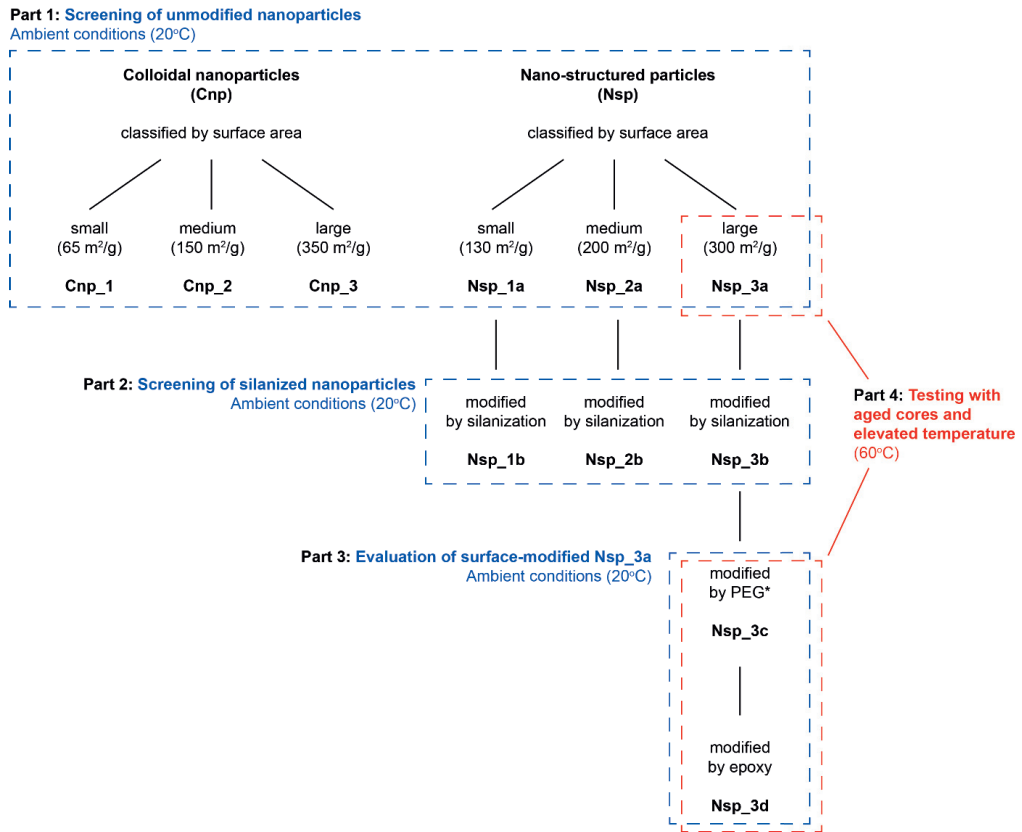 Part 1: Screening of unmodified nanoparticles
Ambient conditions (20°C)
Colloidal nanoparticles
(Cnp)
classified by surface area
small
(65 m²/g)
Cnp_1
medium
(150 m²/g)
Cnp_2
large
(350 m²/g)
Cnp_3
Nano-structured particles
(Nsp)
classified by surface area
small
(130 m²/g)
Nsp_1a
medium
(200 m²/g)
Nsp_2a
large
(300 m²/g)
Nsp_3a
Part 2: Screening of silanized nanoparticles
Ambient conditions (20°C)
modified
by silanization
Nsp_1b
modified
by silanization
Nsp_2b
modified
by silanization
Nsp_3b
Part 3: Evaluation of surface-modified Nsp_3a
Ambient conditions (20°C)
modified
by PEG*
Nsp_3c
modified
by epoxy
Nsp_3d
Part 4: Testing with
aged cores and
elevated temperature
(60°C)